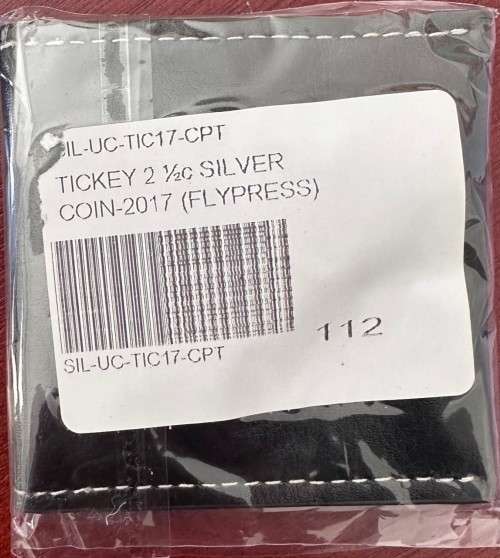 SIL-UC-TIC17-CPT
TICKEY 2 ½c SILVER
COIN-2017 (FLYPRESS)
112
SIL-UC-TIC17-CPT